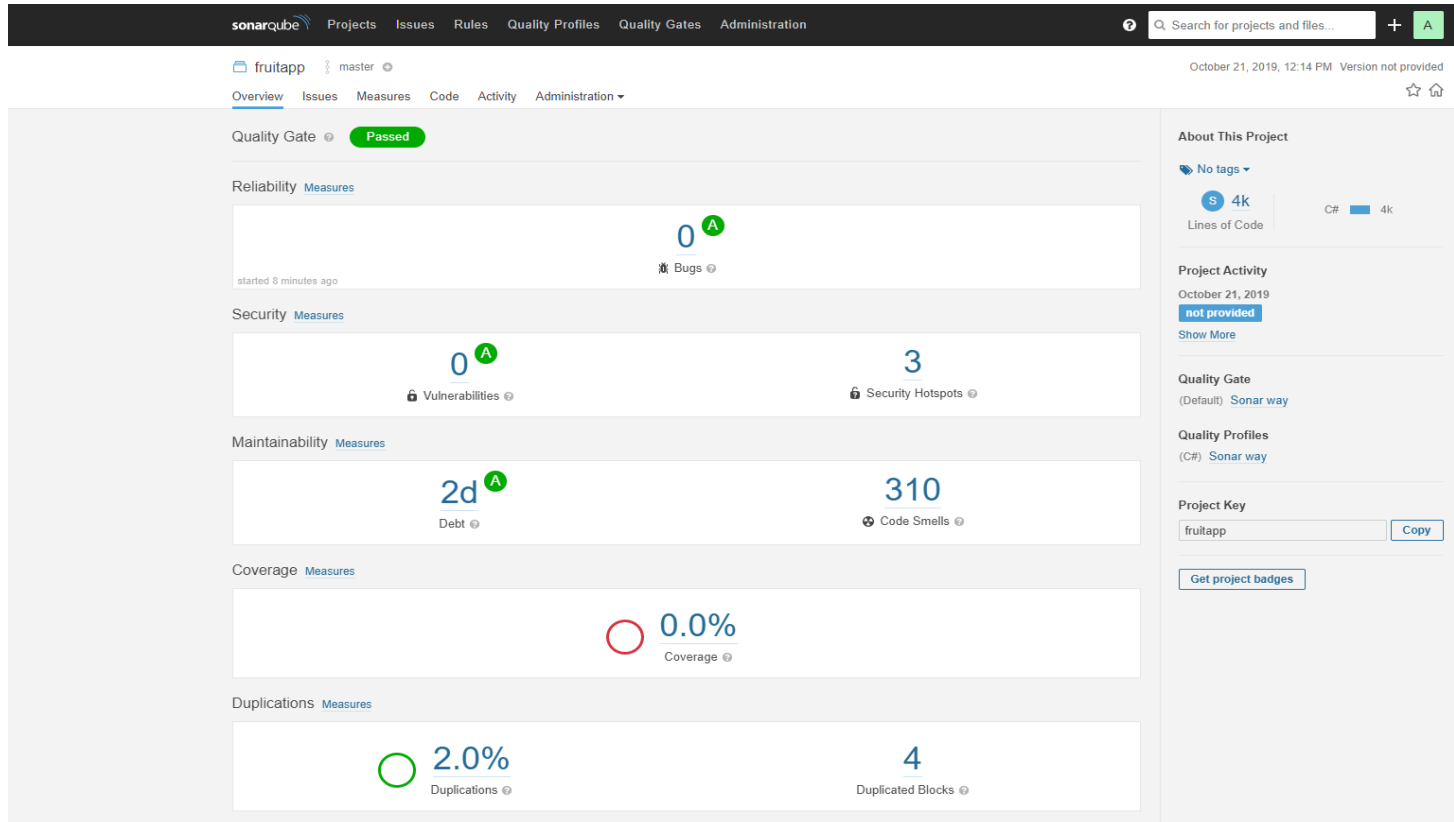 sonarqube Projects Issues Rules Quality Profiles Quality Gates Administration ? Search for projects and files... + A
fruitapp master October 21, 2019, 12:14 PM Version not provided
Overview Issues Measures Code Activity Administration
Quality Gate ? Passed
Reliability Measures
0 A
Bugs ?
started 8 minutes ago
Security Measures
0 A 3
Vulnerabilities ? Security Hotspots ?
Maintainability Measures
2d A 310
Debt ? Code Smells ?
Coverage Measures
0.0%
Coverage ?
Duplications Measures
2.0% 4
Duplications ? Duplicated Blocks ?
About This Project
No tags
S 4k C# 4k
Lines of Code
Project Activity
October 21, 2019
not provided
Show More
Quality Gate
(Default) Sonar way
Quality Profiles
(C#) Sonar way
Project Key
fruitapp Copy
Get project badges